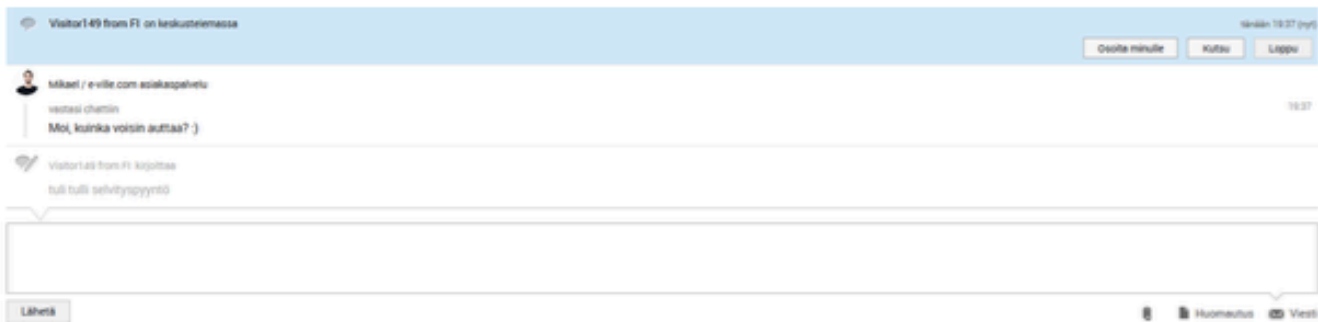 Visitor149 from FI on keskustelemassa
tänään 19:37 (nyt)
Osoita minulle
Kutsu
Loppu
Mikael / e-ville.com asiakaspalvelu
vastasi chattiin
19:37
Moi, kuinka voisin auttaa? :)
Visitor149 from FI kirjoittaa
tuli tulli selvityspyyntö
Lähetä
Huomautus
Viesti